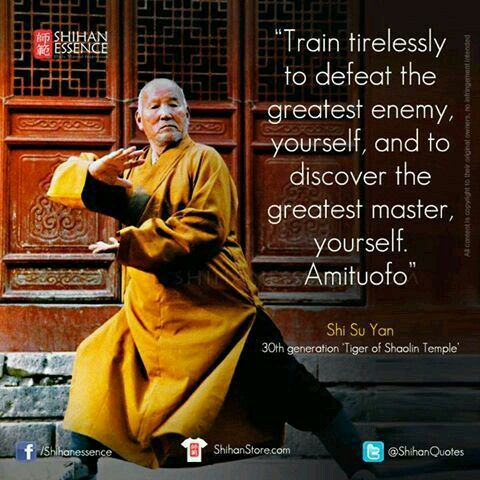 師範
SHIHAN
ESSENCE
"Train tirelessly
to defeat the
greatest enemy,
yourself, and to
discover the
greatest master,
yourself.
Amituofo"
Shi Su Yan
30th generation 'Tiger of Shaolin Temple'
All content is copyright to their original owners, no infringement intended
f /Shihanessence
ShihanStore.com
@ShihanQuotes